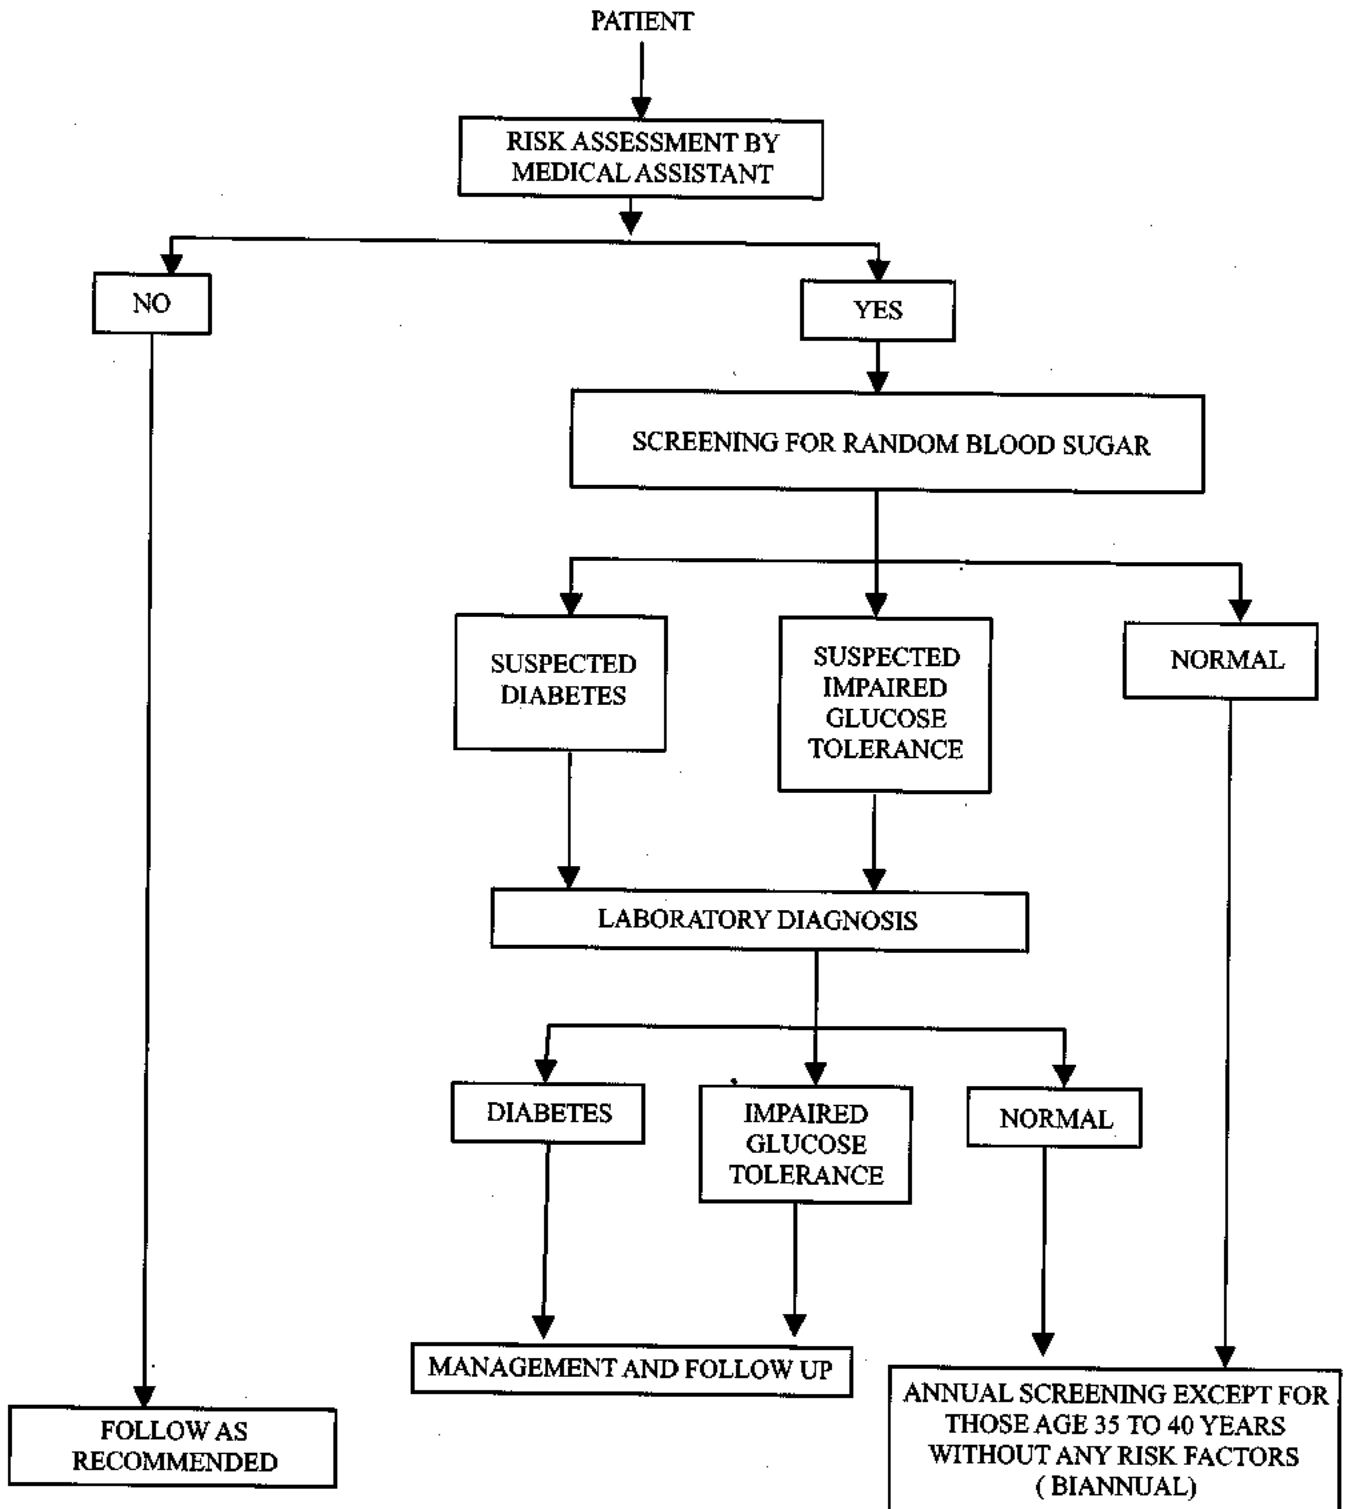 PATIENT
RISK ASSESSMENT BY
MEDICAL ASSISTANT
NO
YES
SCREENING FOR RANDOM BLOOD SUGAR
SUSPECTED
DIABETES
SUSPECTED
IMPAIRED
GLUCOSE
TOLERANCE
NORMAL
LABORATORY DIAGNOSIS
DIABETES
IMPAIRED
GLUCOSE
TOLERANCE
NORMAL
MANAGEMENT AND FOLLOW UP
FOLLOW AS
RECOMMENDED
ANNUAL SCREENING EXCEPT FOR
THOSE AGE 35 TO 40 YEARS
WITHOUT ANY RISK FACTORS
( BIANNUAL)